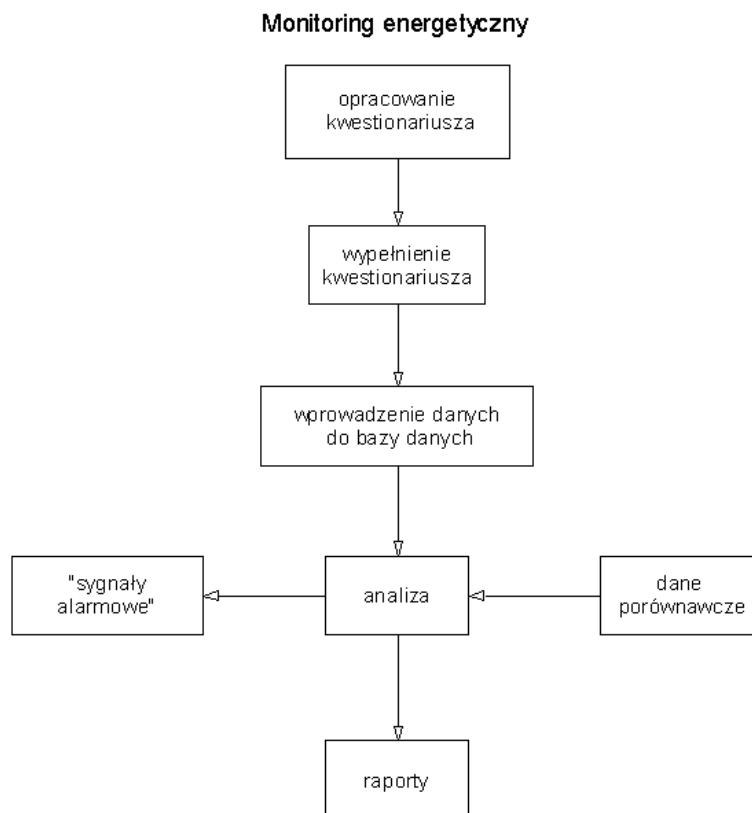 Monitoring energetyczny
opracowanie
kwestionariusza
wypełnienie
kwestionariusza
wprowadzenie danych
do bazy danych
"sygnały
alarmowe"
analiza
dane
porównawcze
raporty